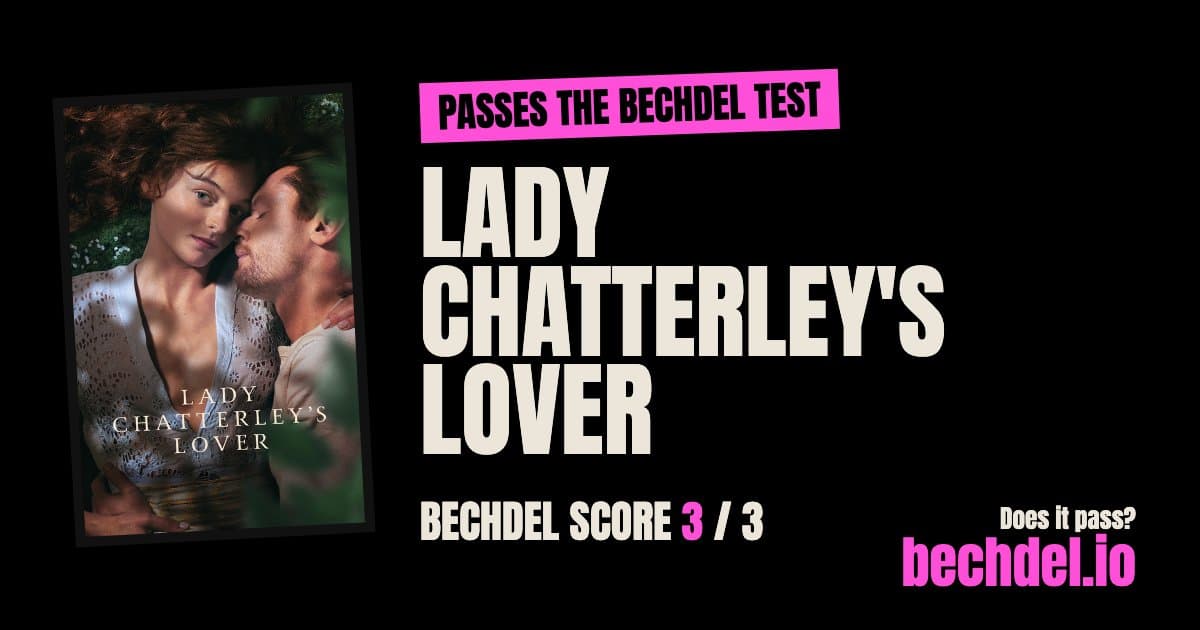 PASSES THE BECHDEL TEST
LADY
CHATTERLEY'S
LOVER
LADY
CHATTERLEY'S
LOVER
BECHDEL SCORE 3 / 3
Does it pass?
bechdel.io